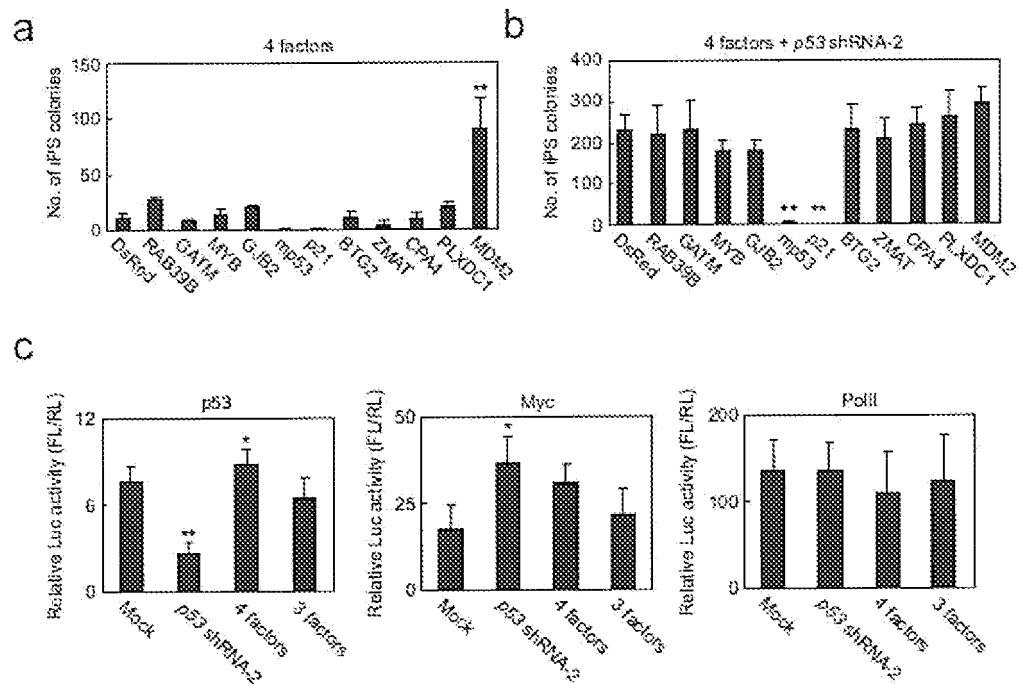 a
4 factors
No. of iPS colonies
150
100
50
0
**
DsRed
RAB39B
GATM
MYB
GJB2
mp53
p21
BTG2
ZMAT
CPA4
PLXDC1
MDM2
b
4 factors + p53 shRNA-2
No. of iPS colonies
400
300
200
100
0
** **
DsRed
RAB39B
GATM
MYB
GJB2
mp53
p21
BTG2
ZMAT
CPA4
PLXDC1
MDM2
c
p53
Relative Luc activity (FL/RL)
12
6
0
**
*
Mock
p53 shRNA-2
4 factors
3 factors
Myc
Relative Luc activity (FL/RL)
50
25
0
*
Mock
p53 shRNA-2
4 factors
3 factors
PolII
Relative Luc activity (FL/RL)
200
100
0
Mock
p53 shRNA-2
4 factors
3 factors